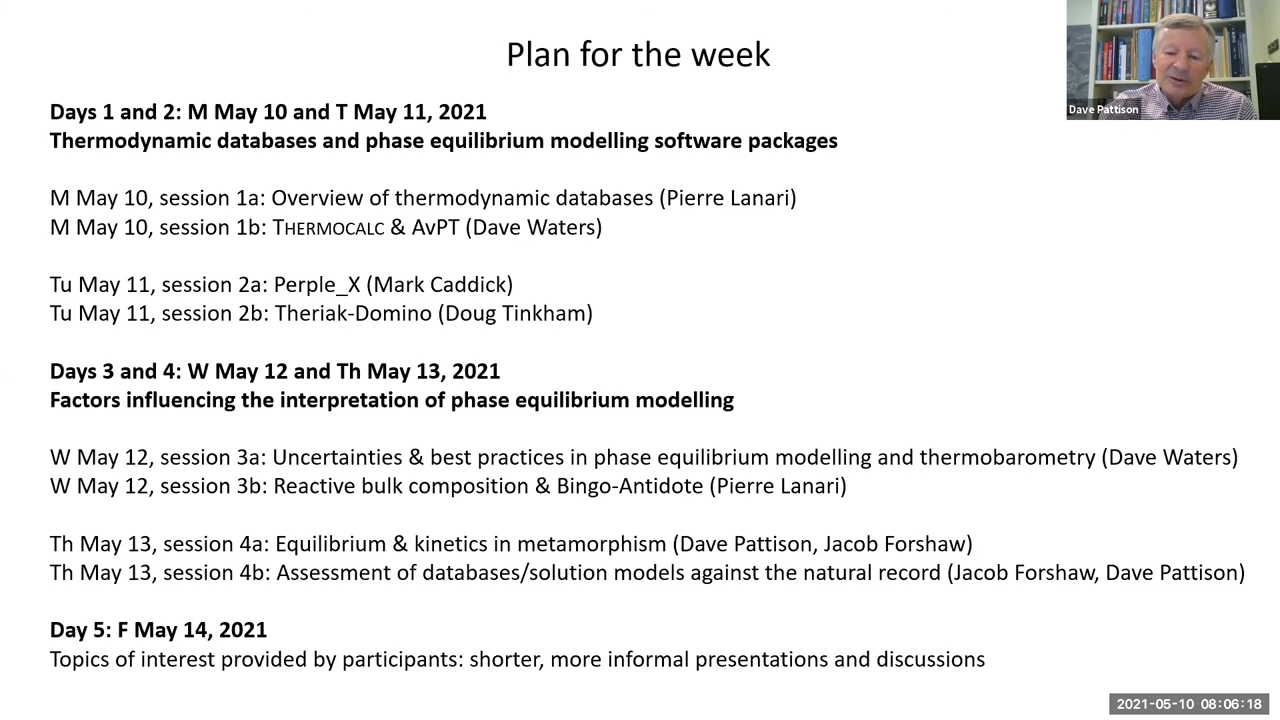 Plan for the week
Dave Pattison
Days 1 and 2: M May 10 and T May 11, 2021
Thermodynamic databases and phase equilibrium modelling software packages
M May 10, session 1a: Overview of thermodynamic databases (Pierre Lanari)
M May 10, session 1b: THERMOCALC & AvPT (Dave Waters)
Tu May 11, session 2a: Perple_X (Mark Caddick)
Tu May 11, session 2b: Theriak-Domino (Doug Tinkham)
Days 3 and 4: W May 12 and Th May 13, 2021
Factors influencing the interpretation of phase equilibrium modelling
W May 12, session 3a: Uncertainties & best practices in phase equilibrium modelling and thermobarometry (Dave Waters)
W May 12, session 3b: Reactive bulk composition & Bingo-Antidote (Pierre Lanari)
Th May 13, session 4a: Equilibrium & kinetics in metamorphism (Dave Pattison, Jacob Forshaw)
Th May 13, session 4b: Assessment of databases/solution models against the natural record (Jacob Forshaw, Dave Pattison)
Day 5: F May 14, 2021
Topics of interest provided by participants: shorter, more informal presentations and discussions
2021-05-10 08:06:18